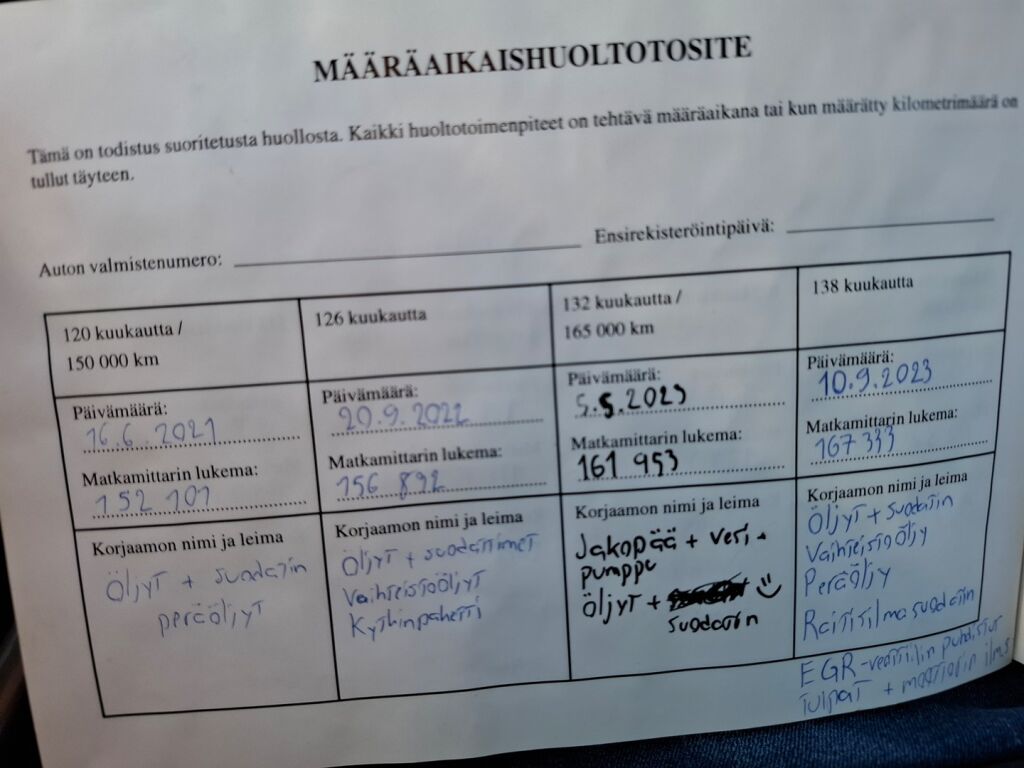 MÄÄRÄAIKAISHUOLTOTOSITE
Tämä on todistus suoritetusta huollosta. Kaikki huoltotoimenpiteet on tehtävä määräaikana tai kun määrätty kilometrimäärä on
tullut täyteen.
Auton valmistenumero:
Ensirekisteröintipäivä:
120 kuukautta /
150 000 km
Päivämäärä:
16.6.2021
Matkamittarin lukema:
152 101
Korjaamon nimi ja leima
Öljyt + suodatin
peräöljyt
126 kuukautta
Päivämäärä:
20.9.2022
Matkamittarin lukema:
156 892
Korjaamon nimi ja leima
Öljyt + suodattimet
Vaihteistoöljyt
Kytkinpaketti
132 kuukautta /
165 000 km
Päivämäärä:
5.5.2023
Matkamittarin lukema:
161 953
Korjaamon nimi ja leima
Jakopää + vesi-
pumppu
Öljyt +
suodatin
138 kuukautta
Päivämäärä:
10.9.2023
Matkamittarin lukema:
167 333
Korjaamon nimi ja leima
Öljyt + suodatin
Vaihteistoöljy
Peräöljy
Raitisilmasuodatin
EGR-venttiilin puhdistus
Tulpat + moottorin ilms